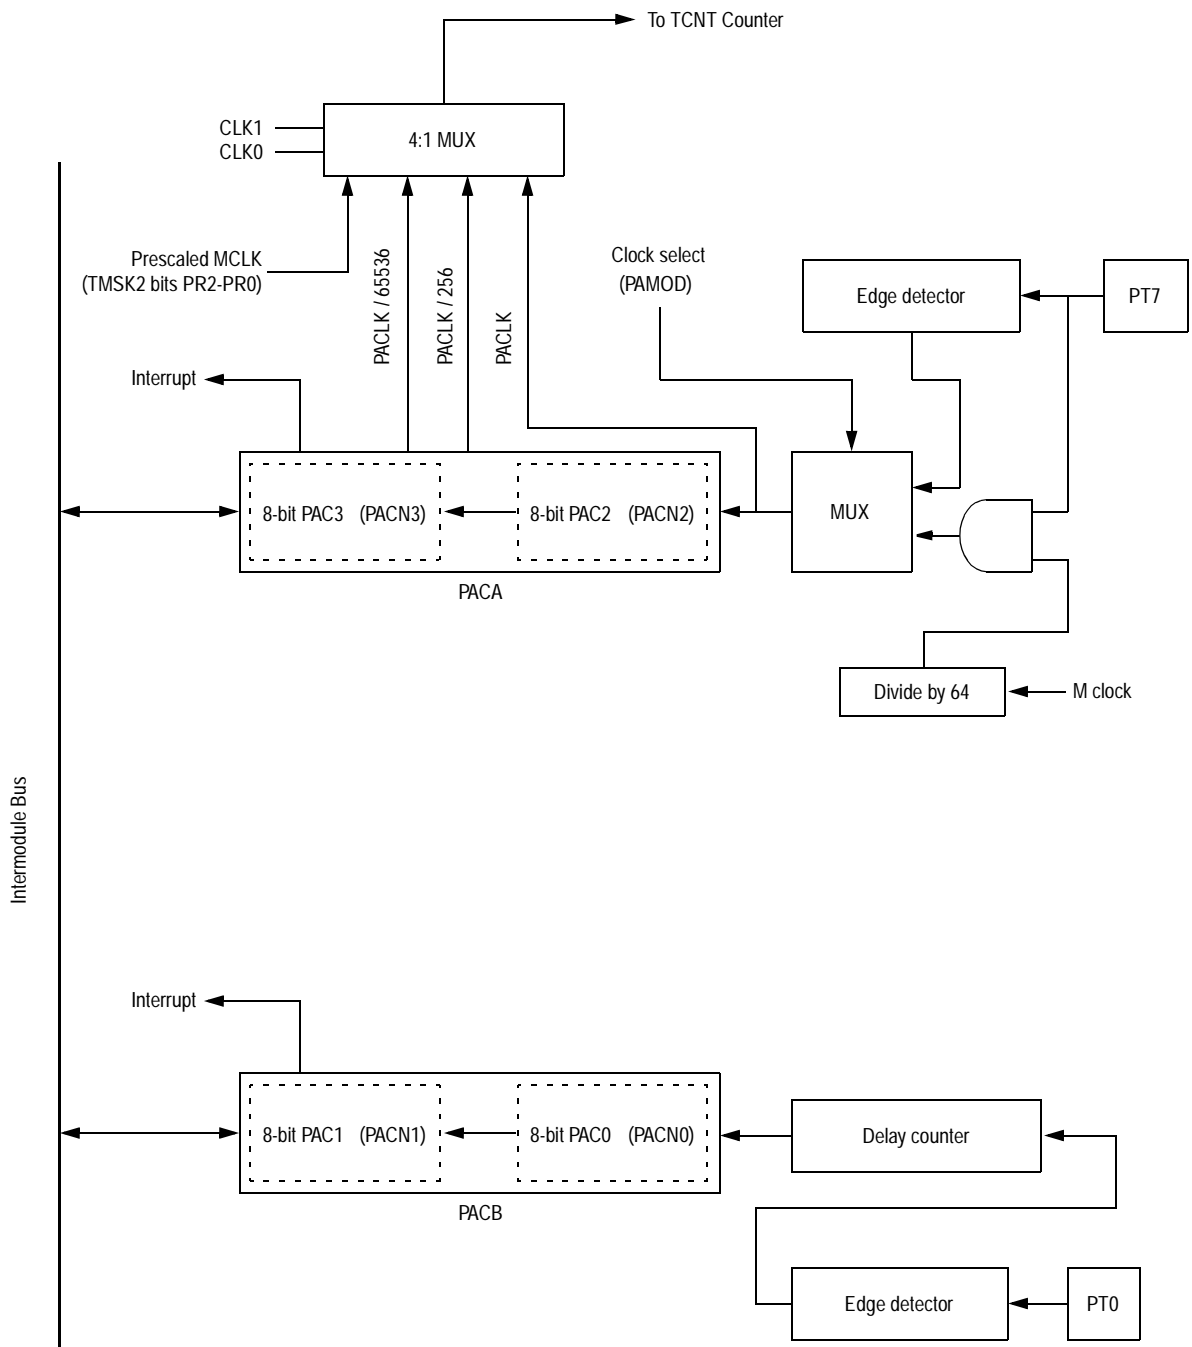 To TCNT Counter
CLK1
CLK0
4:1 MUX
Prescaled MCLK
(TMSK2 bits PR2-PR0)
PACLK / 65536
PACLK / 256
PACLK
Clock select
(PAMOD)
Edge detector
PT7
Interrupt
8-bit PAC3 (PACN3)
8-bit PAC2 (PACN2)
MUX
PACA
Divide by 64
M clock
Intermodule Bus
Interrupt
8-bit PAC1 (PACN1)
8-bit PAC0 (PACN0)
Delay counter
PACB
Edge detector
PT0